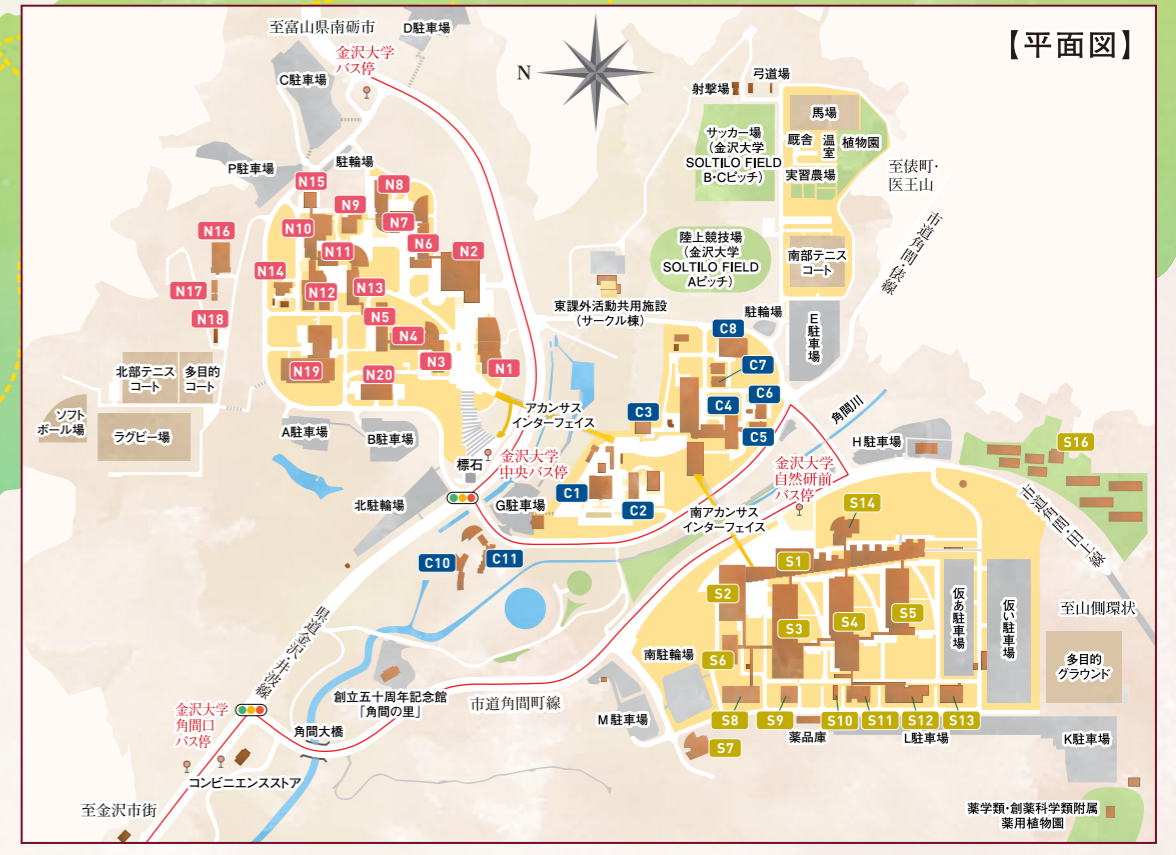 【平面図】
至富山県南砺市
D駐車場
金沢大学
バス停
C駐車場
N
射撃場
弓道場
馬場
サッカー場
(金沢大学
SOLTILO FIELD
B・Cピッチ)
厩舎
温室
植物園
実習農場
至俵町・
医王山
P駐車場
駐輪場
N15
N8
N9
N7
N16
N10
N6
N2
N11
陸上競技場
(金沢大学
SOLTILO FIELD
Aピッチ)
南部テニス
コート
市道角間・俵線
N14
N17
N12
N13
N18
N5
N4
N3
N1
N19
N20
東課外活動共用施設
(サークル棟)
駐輪場
E駐車場
C8
C7
C6
C4
C3
C5
北部テニス
コート
多目的
コート
ソフト
ボール場
ラグビー場
A駐車場
B駐車場
アカンサス
インターフェイス
角間川
H駐車場
S16
標石
金沢大学
中央バス停
金沢大学
自然研前
バス停
C1
C2
北駐輪場
G駐車場
南アカンサス
インターフェイス
S14
市道角間・田上線
C10
C11
S1
S2
S5
S4
S3
仮あ駐車場
仮い駐車場
至山側環状
県道金沢・井波線
S6
南駐輪場
多目的
グラウンド
創立五十周年記念館
「角間の里」
市道角間町線
M駐車場
S8
S9
S10
S11
S12
S13
薬品庫
L駐車場
K駐車場
S7
金沢大学
角間口
バス停
角間大橋
コンビニエンスストア
至金沢市街
薬学類・創薬科学類附属
薬用植物園